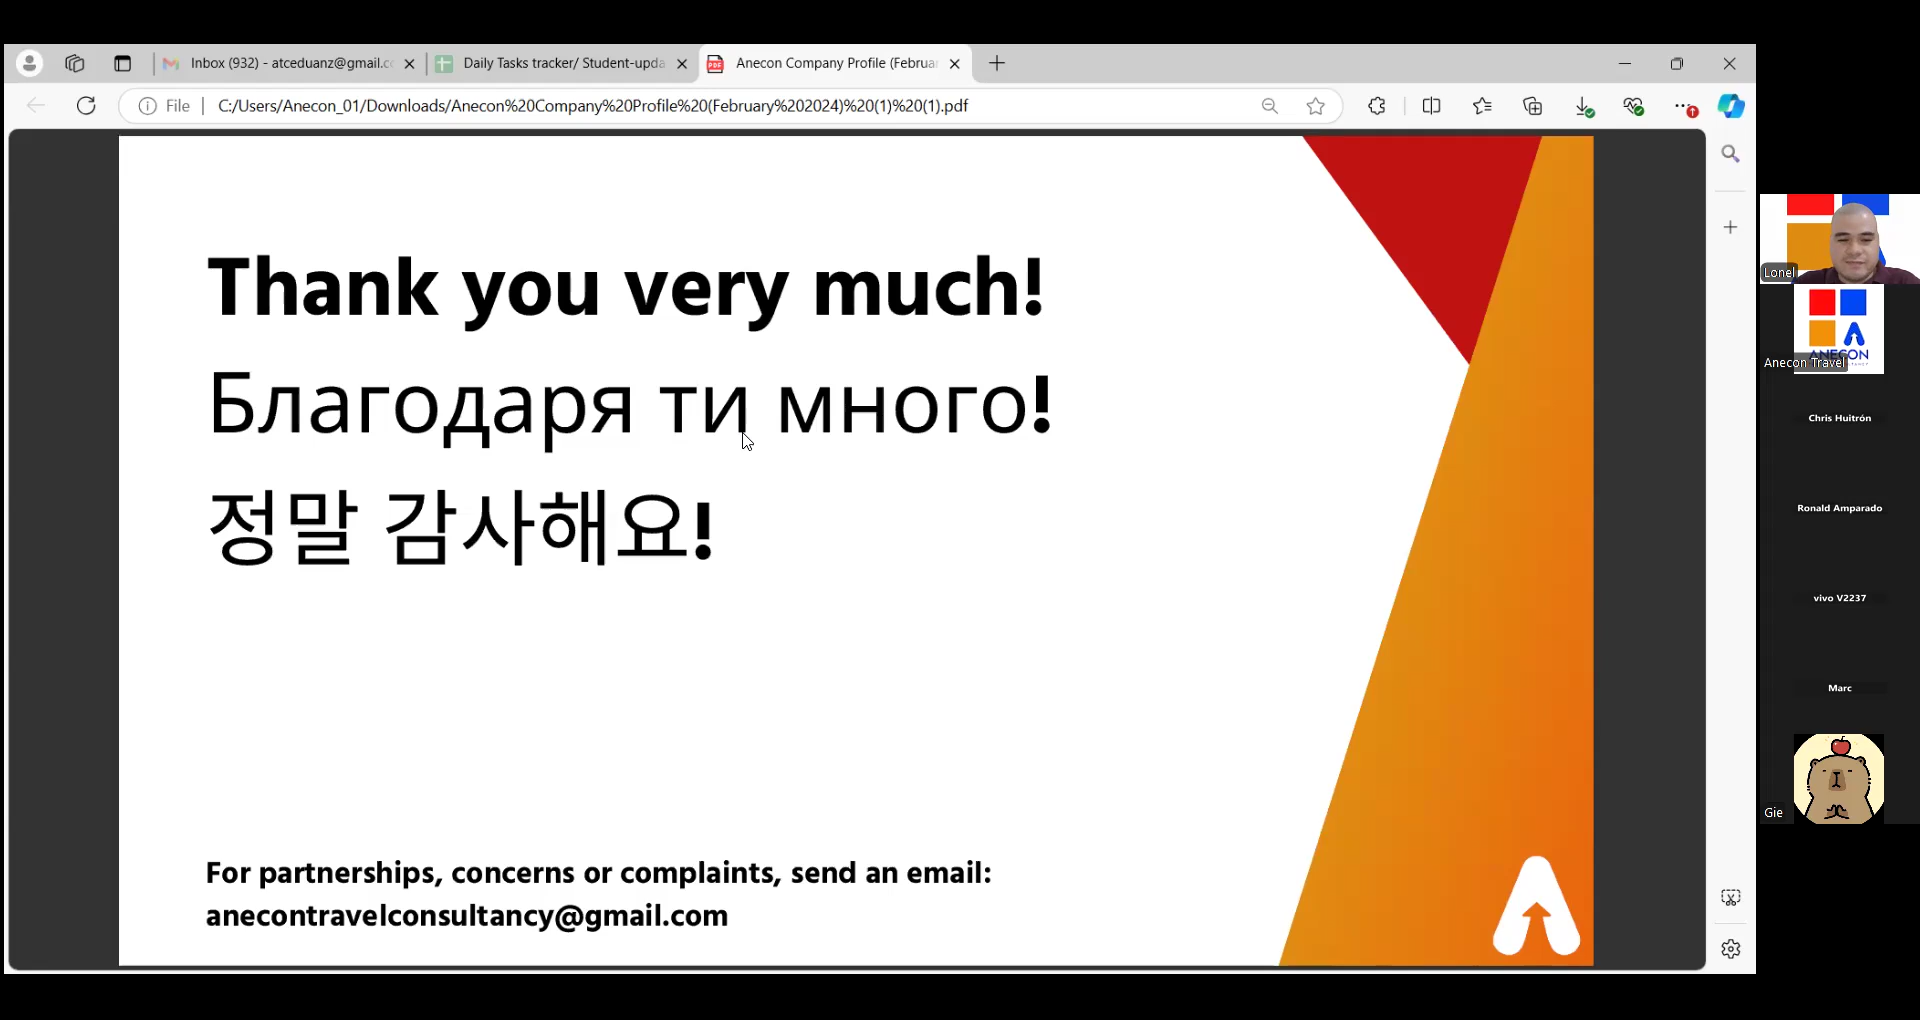 Inbox (932) - atceduanz@gmail.c
Daily Tasks tracker/ Student-upda
Anecon Company Profile (Februar
File
C:/Users/Anecon_01/Downloads/Anecon%20Company%20Profile%20(February%202024)%20(1)%20(1).pdf
Thank you very much!
Благодаря ти много!
정말 감사해요!
For partnerships, concerns or complaints, send an email:
anecontravelconsultancy@gmail.com
Lonel
ANECON
Anecon Travel
Chris Huitrón
Ronald Amparado
vivo V2237
Marc
Gie